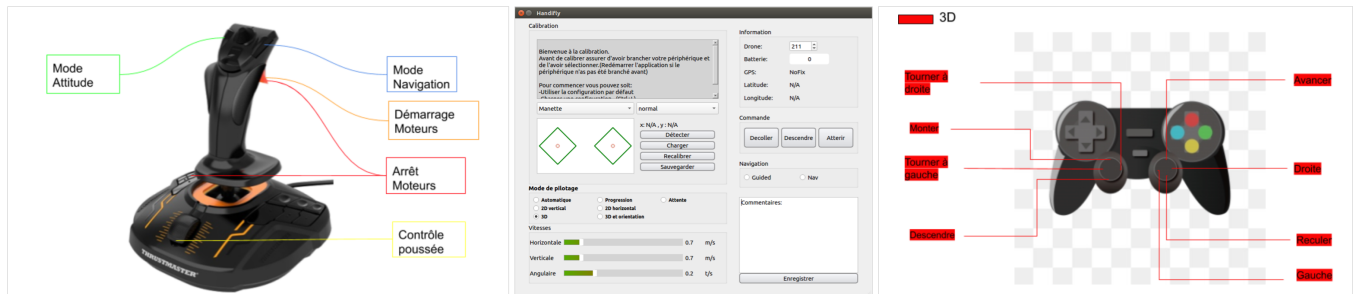 Mode
Attitude
Mode
Navigation
Démarrage
Moteurs
Arrêt
Moteurs
Contrôle
poussée
THRUSTMASTER
Handifly
Calibration
Bienvenue à la calibration.
Avant de calibrer assurer d'avoir brancher votre périphérique et
de l'avoir sélectionner.(Redémarrer l'application si le
périphérique n'as pas été branché avant)
Pour commencer vous pouvez soit:
-Utiliser la configuration par défaut
Manette
normal
x: N/A , y : N/A
Détecter
Charger
Recalibrer
Sauvegarder
Mode de pilotage
Automatique
Progression
Attente
2D vertical
2D horizontal
3D
3D et orientation
Vitesses
Horizontale 0.7 m/s
Verticale 0.7 m/s
Angulaire 0.2 t/s
Information
Drone: 211
Batterie: 0
GPS: NoFix
Latitude: N/A
Longitude: N/A
Commande
Decoller Descendre Atterir
Navigation
Guided Nav
Commentaires:
Enregistrer
3D
Tourner à
droite
Monter
Tourner à
gauche
Descendre
Avancer
Droite
Reculer
Gauche